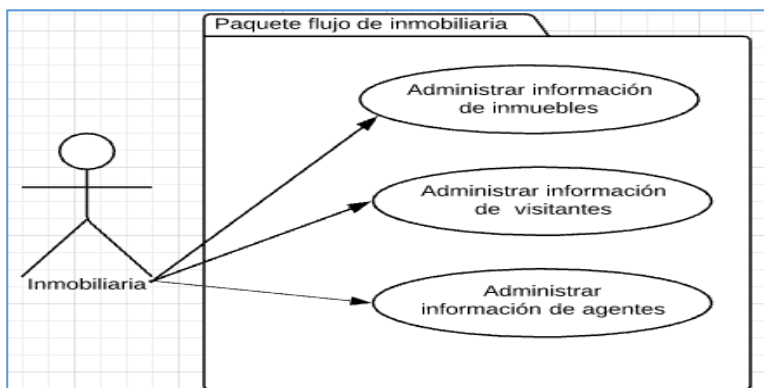 Paquete flujo de inmobiliaria
Administrar información
de inmuebles
Administrar información
de visitantes
Inmobiliaria
Administrar
información de agentes